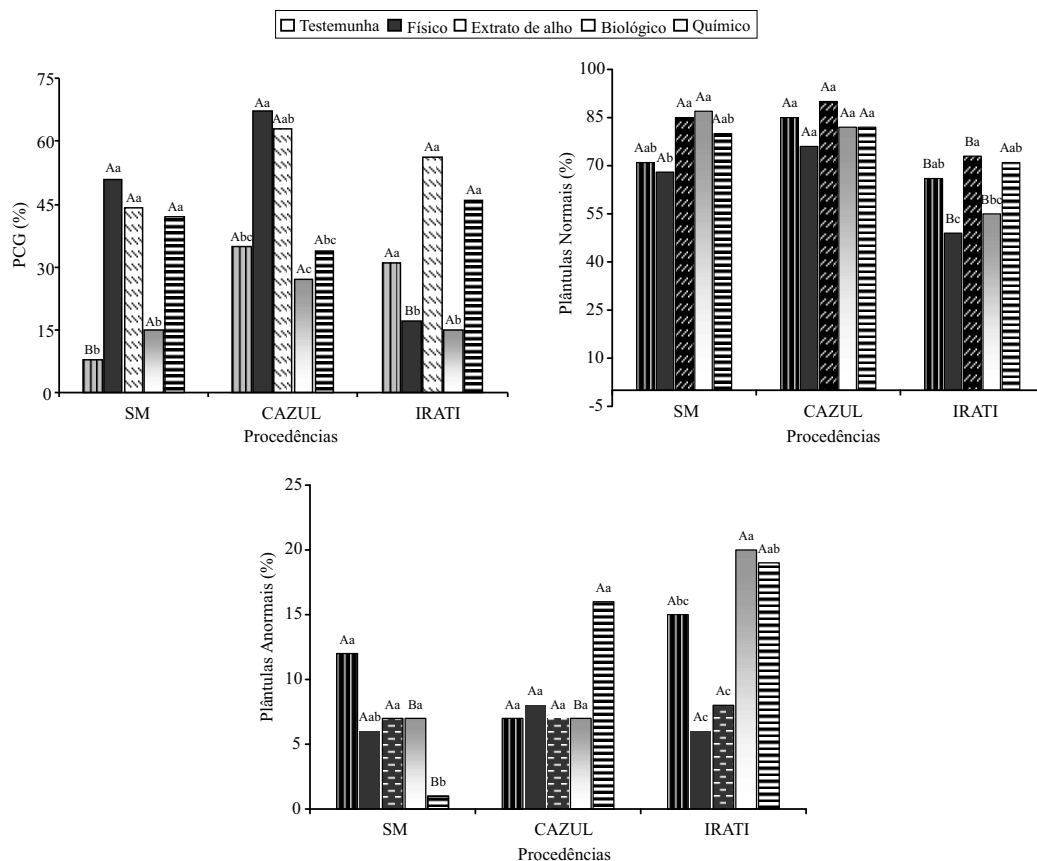 Testemunha Físico Extrato de alho Biológico Químico
75
60
45
30
15
0
PCG (%)
Bb Aa Aa Ab Aa
Abc Aa Aab Ac Abc
Aa Bb Aa Ab Aa
SM CAZUL IRATI
Procedências
100
85
70
55
40
25
10
-5
Plântulas Normais (%)
Aab Ab Aa Aa Aab
Aa Aa Aa Aa Aa
Bab Bc Ba Bbc Aab
SM CAZUL IRATI
Procedências
25
20
15
10
5
0
Plântulas Anormais (%)
Aa Aab Aa Ba Bb
Aa Aa Aa Ba Aa
Abc Ac Ac Aa Aab
SM CAZUL IRATI
Procedências